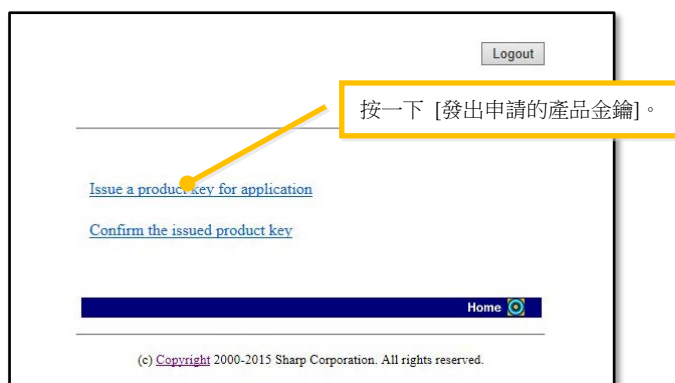 Logout
按一下 [發出申請的產品金鑰]。
Issue a product key for application
Confirm the issued product key
Home
(c) Copyright 2000-2015 Sharp Corporation. All rights reserved.